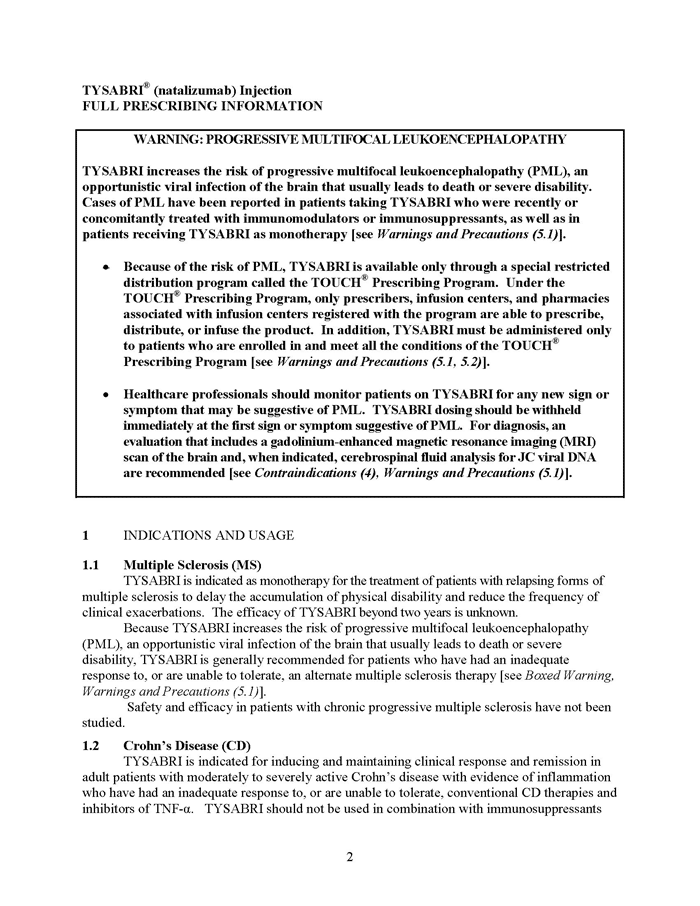 TYSABRI® (natalizumab) Injection
FULL PRESCRIBING INFORMATION
WARNING: PROGRESSIVE MULTIFOCAL LEUKOENCEPHALOPATHY
TYSABRI increases the risk of progressive multifocal leukoencephalopathy (PML), an
opportunistic viral infection of the brain that usually leads to death or severe disability.
Cases of PML have been reported in patients taking TYSABRI who were recently or
concomitantly treated with immunomodulators or immunosuppressants, as well as in
patients receiving TYSABRI as monotherapy [see Warnings and Precautions (5.1)].
• Because of the risk of PML, TYSABRI is available only through a special restricted
distribution program called the TOUCH® Prescribing Program.  Under the
TOUCH® Prescribing Program, only prescribers, infusion centers, and pharmacies
associated with infusion centers registered with the program are able to prescribe,
distribute, or infuse the product.  In addition, TYSABRI must be administered only
to patients who are enrolled in and meet all the conditions of the TOUCH®
Prescribing Program [see Warnings and Precautions (5.1, 5.2)].
• Healthcare professionals should monitor patients on TYSABRI for any new sign or
symptom that may be suggestive of PML.  TYSABRI dosing should be withheld
immediately at the first sign or symptom suggestive of PML.  For diagnosis, an
evaluation that includes a gadolinium-enhanced magnetic resonance imaging (MRI)
scan of the brain and, when indicated, cerebrospinal fluid analysis for JC viral DNA
are recommended [see Contraindications (4), Warnings and Precautions (5.1)].
1 INDICATIONS AND USAGE
1.1 Multiple Sclerosis (MS)
TYSABRI is indicated as monotherapy for the treatment of patients with relapsing forms of
multiple sclerosis to delay the accumulation of physical disability and reduce the frequency of
clinical exacerbations.  The efficacy of TYSABRI beyond two years is unknown.
Because TYSABRI increases the risk of progressive multifocal leukoencephalopathy
(PML), an opportunistic viral infection of the brain that usually leads to death or severe
disability, TYSABRI is generally recommended for patients who have had an inadequate
response to, or are unable to tolerate, an alternate multiple sclerosis therapy [see Boxed Warning,
Warnings and Precautions (5.1)].
Safety and efficacy in patients with chronic progressive multiple sclerosis have not been
studied.
1.2 Crohn’s Disease (CD)
TYSABRI is indicated for inducing and maintaining clinical response and remission in
adult patients with moderately to severely active Crohn’s disease with evidence of inflammation
who have had an inadequate response to, or are unable to tolerate, conventional CD therapies and
inhibitors of TNF-α.   TYSABRI should not be used in combination with immunosuppressants
2